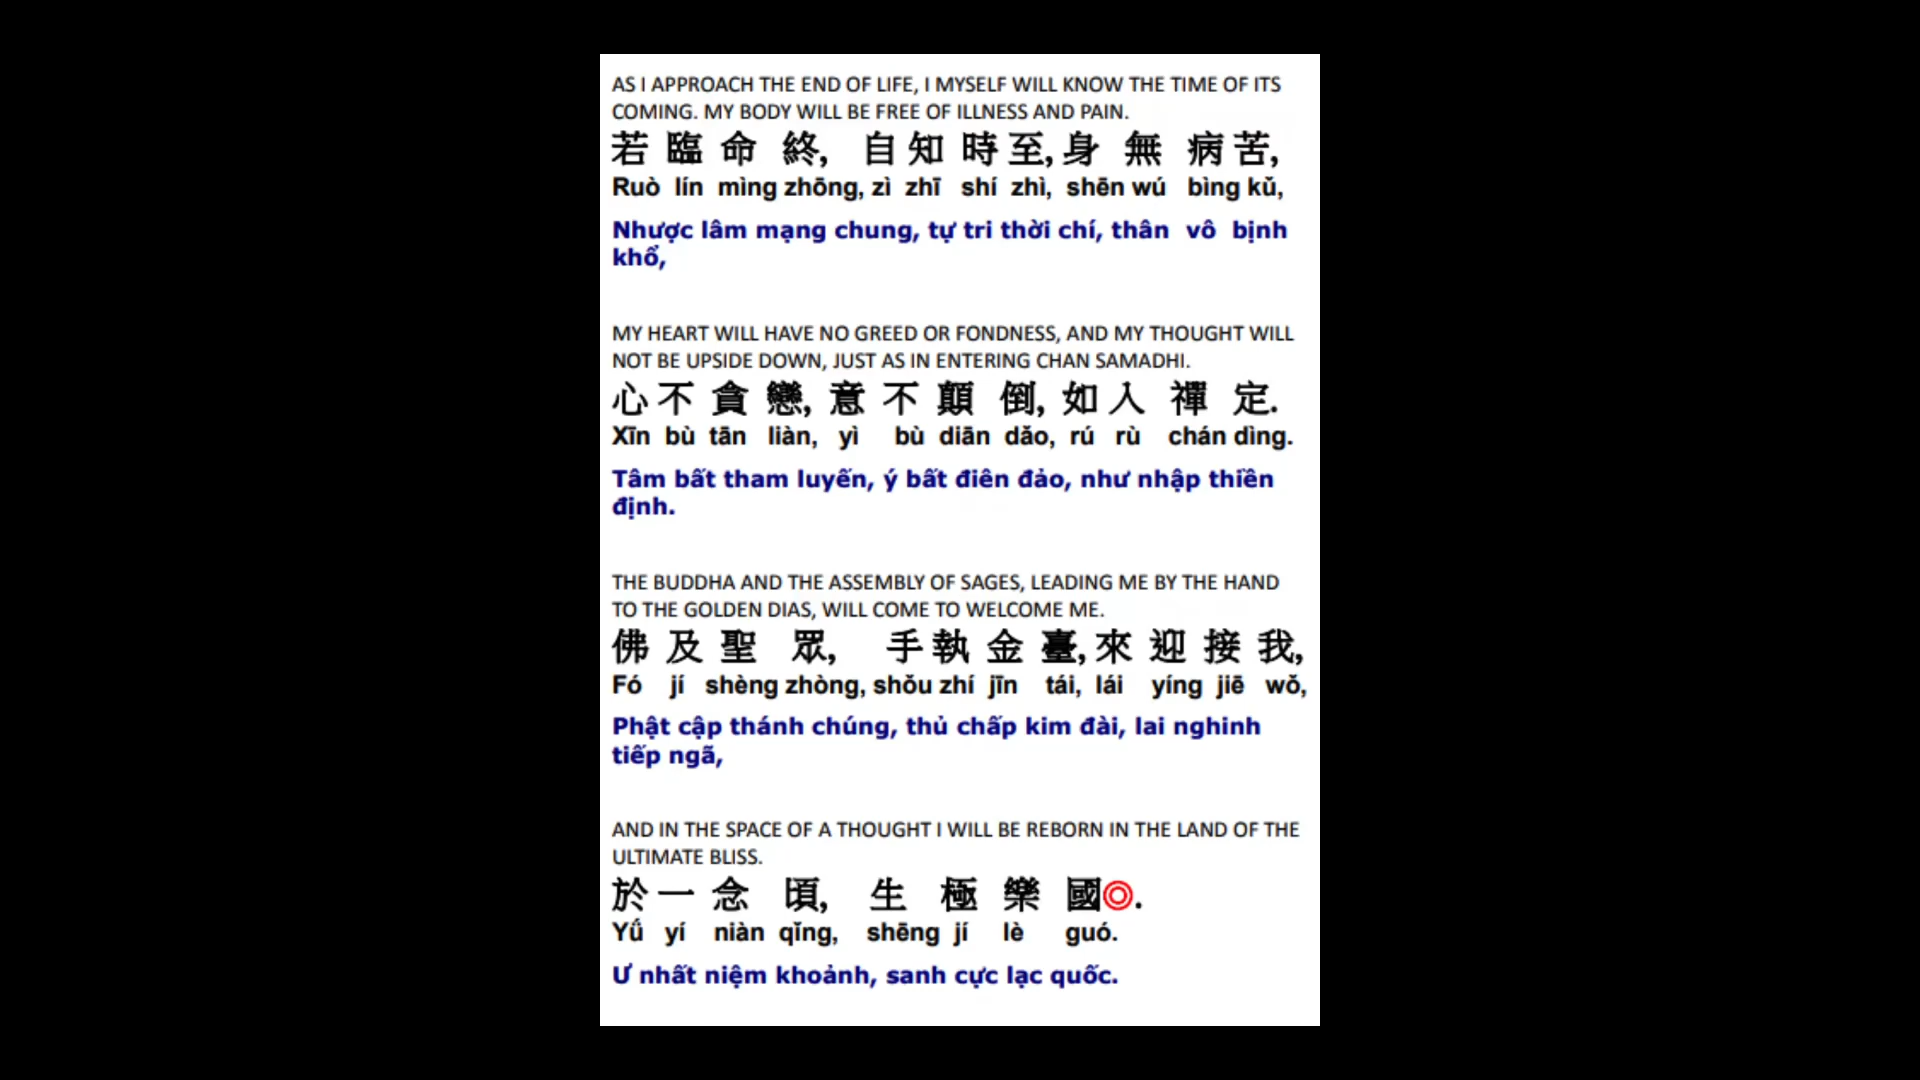 AS I APPROACH THE END OF LIFE, I MYSELF WILL KNOW THE TIME OF ITS
COMING. MY BODY WILL BE FREE OF ILLNESS AND PAIN.
若 臨 命 終, 自 知 時 至, 身 無 病 苦,
Ruò lín mìng zhōng, zì zhī shí zhì, shēn wú bìng kǔ,
Nhược lâm mạng chung, tự tri thời chí, thân vô bịnh
khổ,
MY HEART WILL HAVE NO GREED OR FONDNESS, AND MY THOUGHT WILL
NOT BE UPSIDE DOWN, JUST AS IN ENTERING CHAN SAMADHI.
心 不 貪 戀, 意 不 顛 倒, 如 入 禪 定.
Xīn bù tān liàn, yì bù diān dǎo, rú rù chán dìng.
Tâm bất tham luyến, ý bất điên đảo, như nhập thiền
định.
THE BUDDHA AND THE ASSEMBLY OF SAGES, LEADING ME BY THE HAND
TO THE GOLDEN DIAS, WILL COME TO WELCOME ME.
佛 及 聖 眾, 手 執 金 臺, 來 迎 接 我,
Fó jí shèng zhòng, shǒu zhí jīn tái, lái yíng jiē wǒ,
Phật cập thánh chúng, thủ chấp kim đài, lai nghinh
tiếp ngã,
AND IN THE SPACE OF A THOUGHT I WILL BE REBORN IN THE LAND OF THE
ULTIMATE BLISS.
於 一 念 頃, 生 極 樂 國◎.
Yǘ yí niàn qǐng, shēng jí lè guó.
Ư nhất niệm khoảnh, sanh cực lạc quốc.